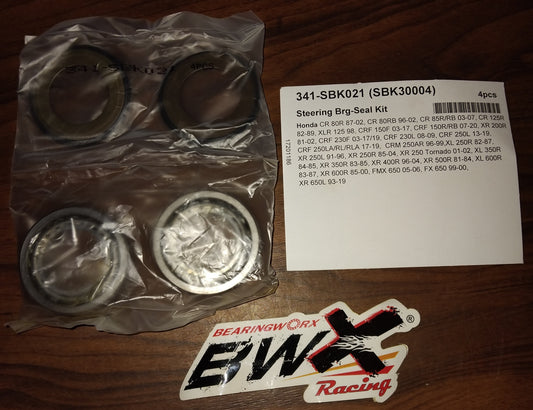 341-SBK021 4PCS
341-SBK021 (SBK30004)
4pcs
Steering Brg-Seal Kit
Honda CR 80R 87-02, CR 80RB 96-02, CR 85R/RB 03-07, CR 125R
82-89, XLR 125 98, CRF 150F 03-17, CRF 150R/RB 07-20, XR 200R
81-02, CRF 230F 03-17/19, CRF 230L 08-09, CRF 250L 13-19,
CRF 250LA/RL/RLA 17-19, CRM 250AR 96-99,XL 250R 82-87,
XR 250L 91-96, XR 250R 85-04, XR 250 Tornado 01-02, XL 350R
84-85, XR 350R 83-85, XR 400R 96-04, XR 500R 81-84, XL 600R
83-87, XR 600R 85-00, FMX 650 05-06, FX 650 99-00,
XR 650L 93-19
17201186
BEARINGWORX
BWX ®
Racing